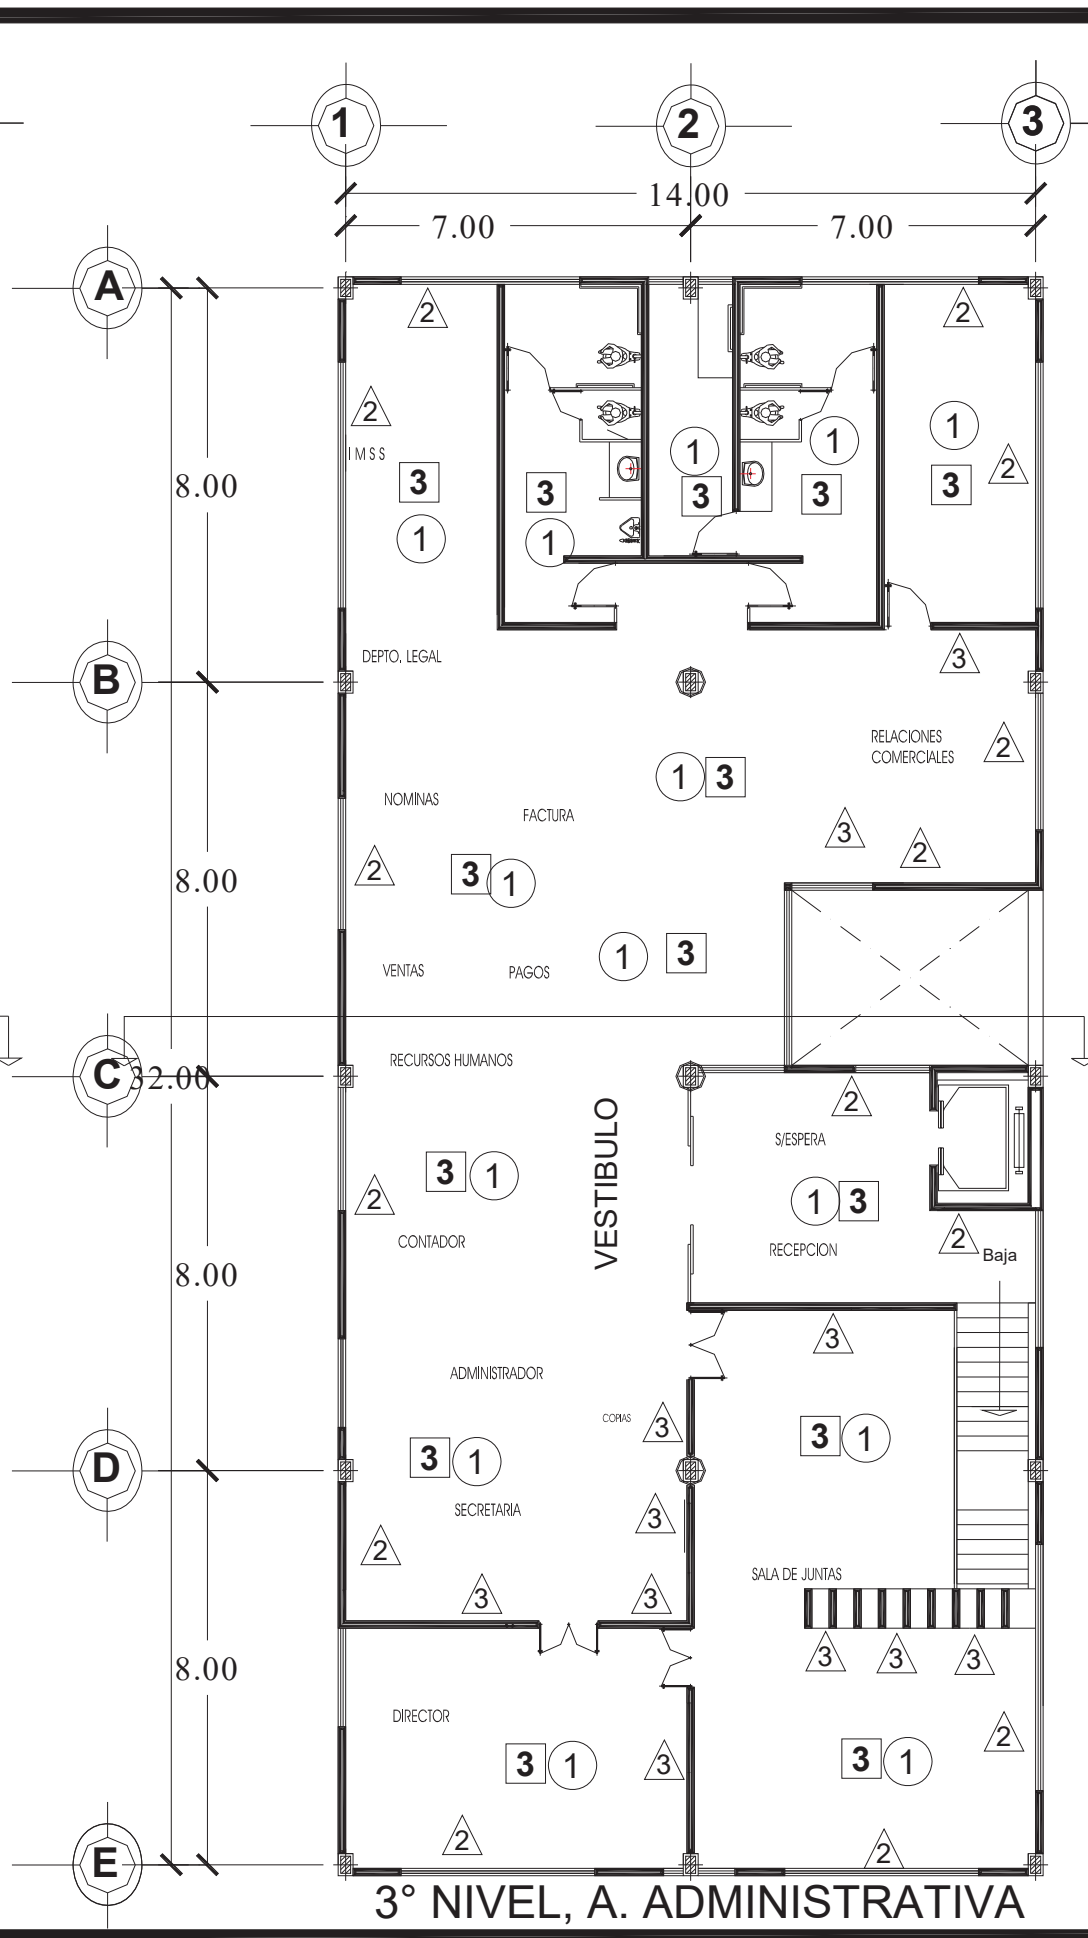 1 2 3
14.00
7.00 7.00
A
2 2
2
1 1 1
I M S S
2
3 3 3 3 3
8.00
1 1
DEPTO. LEGAL
3
B
RELACIONES
COMERCIALES
2
1 3
NOMINAS
FACTURA
3 2
2 3 1
8.00
1 3
VENTAS PAGOS
RECURSOS HUMANOS
C 32.00
2
S/ESPERA
VESTIBULO
3 1
2
1 3
CONTADOR
RECEPCION
2 Baja
8.00
3
ADMINISTRADOR
COPIAS 3
3 1
3 1
D
SECRETARIA 3
2
SALA DE JUNTAS
3 3
3 3 3
8.00
DIRECTOR
2
3 1 3
3 1
2 2
E
3° NIVEL, A. ADMINISTRATIVA